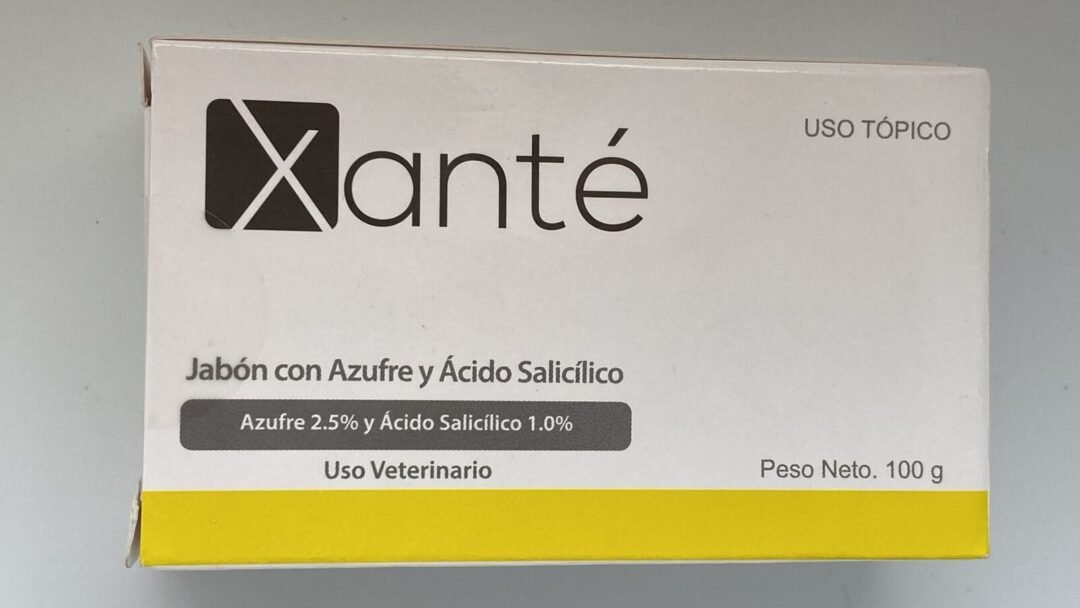 Xanté
USO TÓPICO
Jabón con Azufre y Ácido Salicílico
Azufre 2.5% y Ácido Salicílico 1.0%
Uso Veterinario
Peso Neto. 100 g